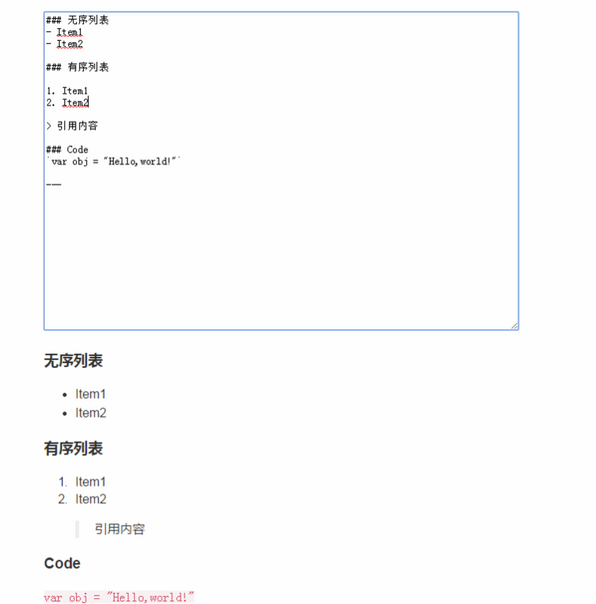 ### 无序列表
- Item1
- Item2
### 有序列表
1. Item1
2. Item2
> 引用内容
### Code
`var obj = "Hello,world!"`
---
无序列表
• Item1
• Item2
有序列表
1. Item1
2. Item2
引用内容
Code
var obj = "Hello,world!"